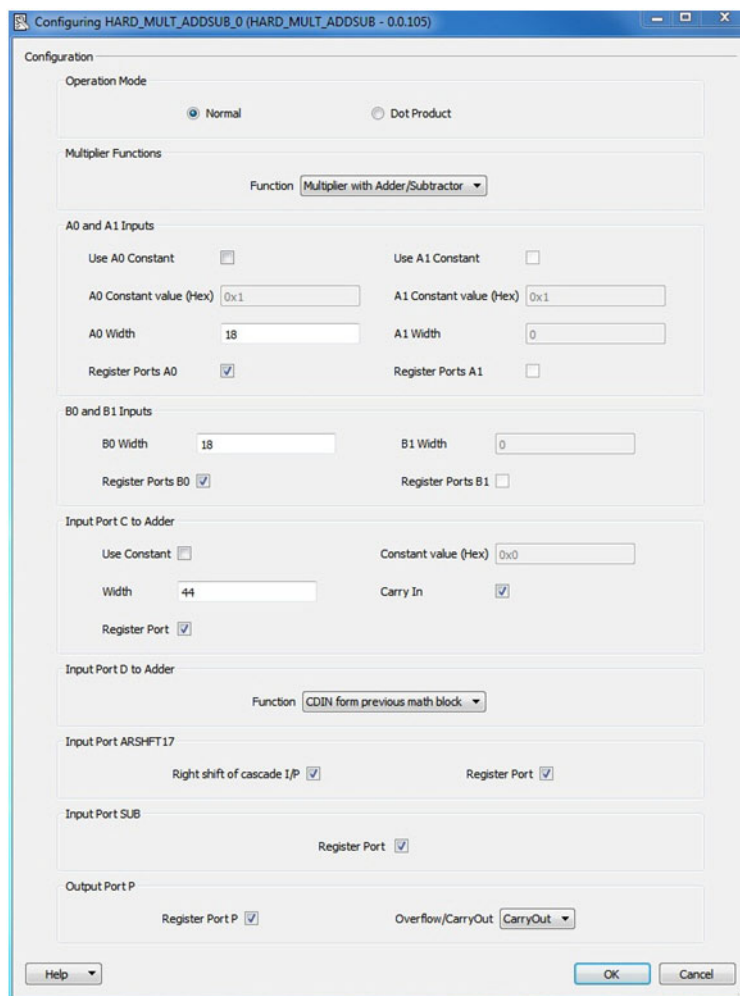 Configuring HARD_MULT_ADDSUB_0 (HARD_MULT_ADDSUB - 0.0.105)
Configuration
Operation Mode
Normal Dot Product
Multiplier Functions
Function Multiplier with Adder/Subtractor
A0 and A1 Inputs
Use A0 Constant Use A1 Constant
A0 Constant value (Hex) 0x1 A1 Constant value (Hex) 0x1
A0 Width 18 A1 Width 0
Register Ports A0 Register Ports A1
B0 and B1 Inputs
B0 Width 18 B1 Width 0
Register Ports B0 Register Ports B1
Input Port C to Adder
Use Constant Constant value (Hex) 0x0
Width 44 Carry In
Register Port
Input Port D to Adder
Function CDIN form previous math block
Input Port ARSHFT17
Right shift of cascade I/P Register Port
Input Port SUB
Register Port
Output Port P
Register Port P Overflow/CarryOut CarryOut
Help OK Cancel